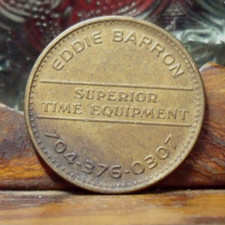 EDDIE BARRON
SUPERIOR
TIME EQUIPMENT
704-376-0307